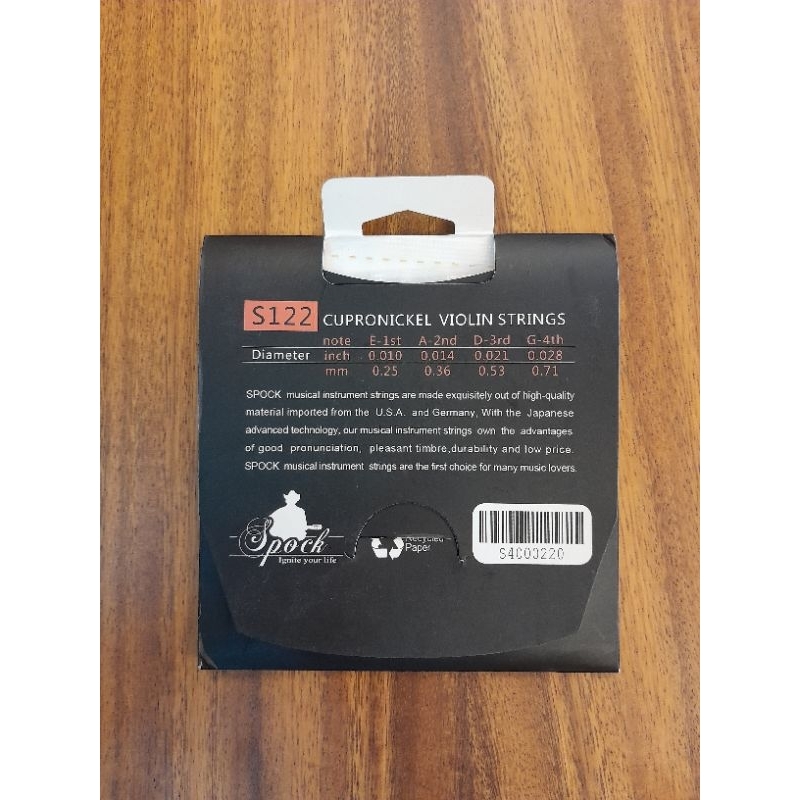 S122 CUPRONICKEL VIOLIN STRINGS
note E-1st A-2nd D-3rd G-4th
Diameter inch 0.010 0.014 0.021 0.028
mm 0.25 0.36 0.53 0.71
SPOCK musical instrument strings are made exquisitely out of high-quality
material imported from the U.S.A. and Germany, With the Japanese
advanced technology, our musical instrument strings own the advantages
of good pronunciation, pleasant timbre,durability and low price.
SPOCK musical instrument strings are the first choice for many music lovers.
Spock
Ignite your life
Recycled
Paper
S4000220